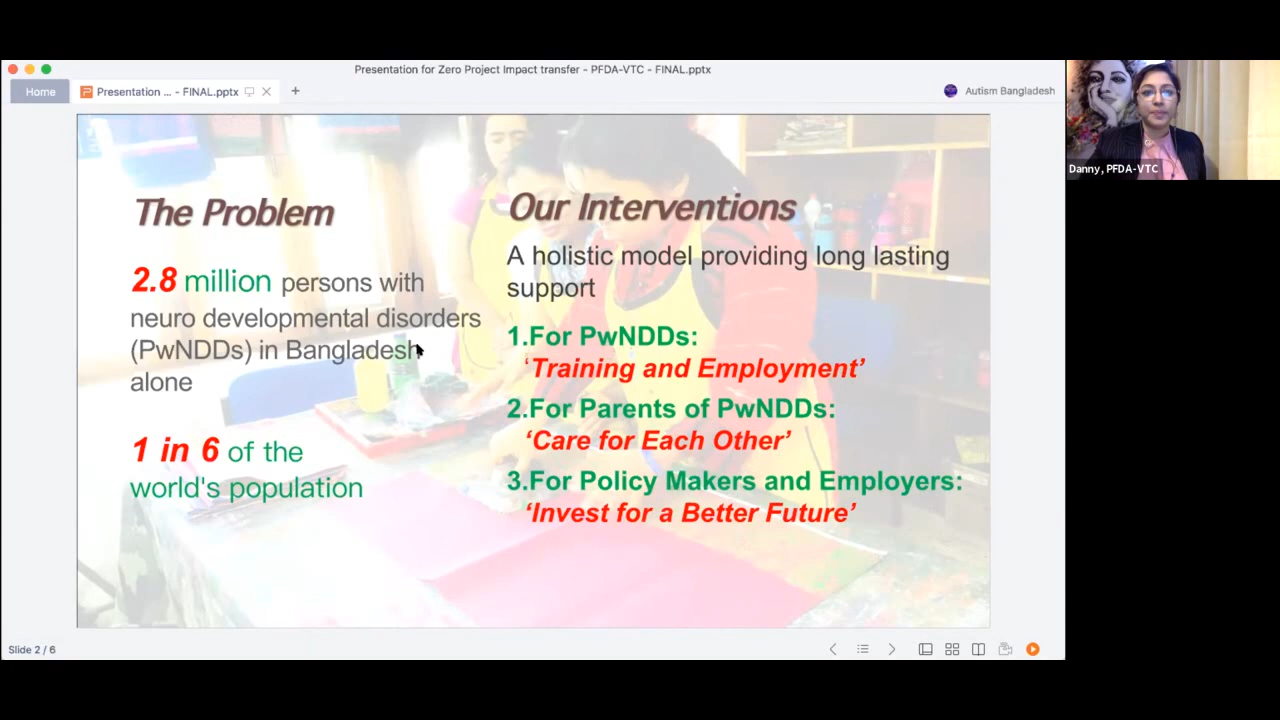 Presentation for Zero Project Impact transfer - PFDA-VTC - FINAL.pptx
Home
Presentation ... - FINAL.pptx
Autism Bangladesh
Danny, PFDA-VTC
The Problem
2.8 million persons with
neuro developmental disorders
(PwNDDs) in Bangladesh
alone
1 in 6 of the
world's population
Our Interventions
A holistic model providing long lasting
support
1.For PwNDDs:
‘Training and Employment’
2.For Parents of PwNDDs:
‘Care for Each Other’
3.For Policy Makers and Employers:
‘Invest for a Better Future’
Slide 2 / 6